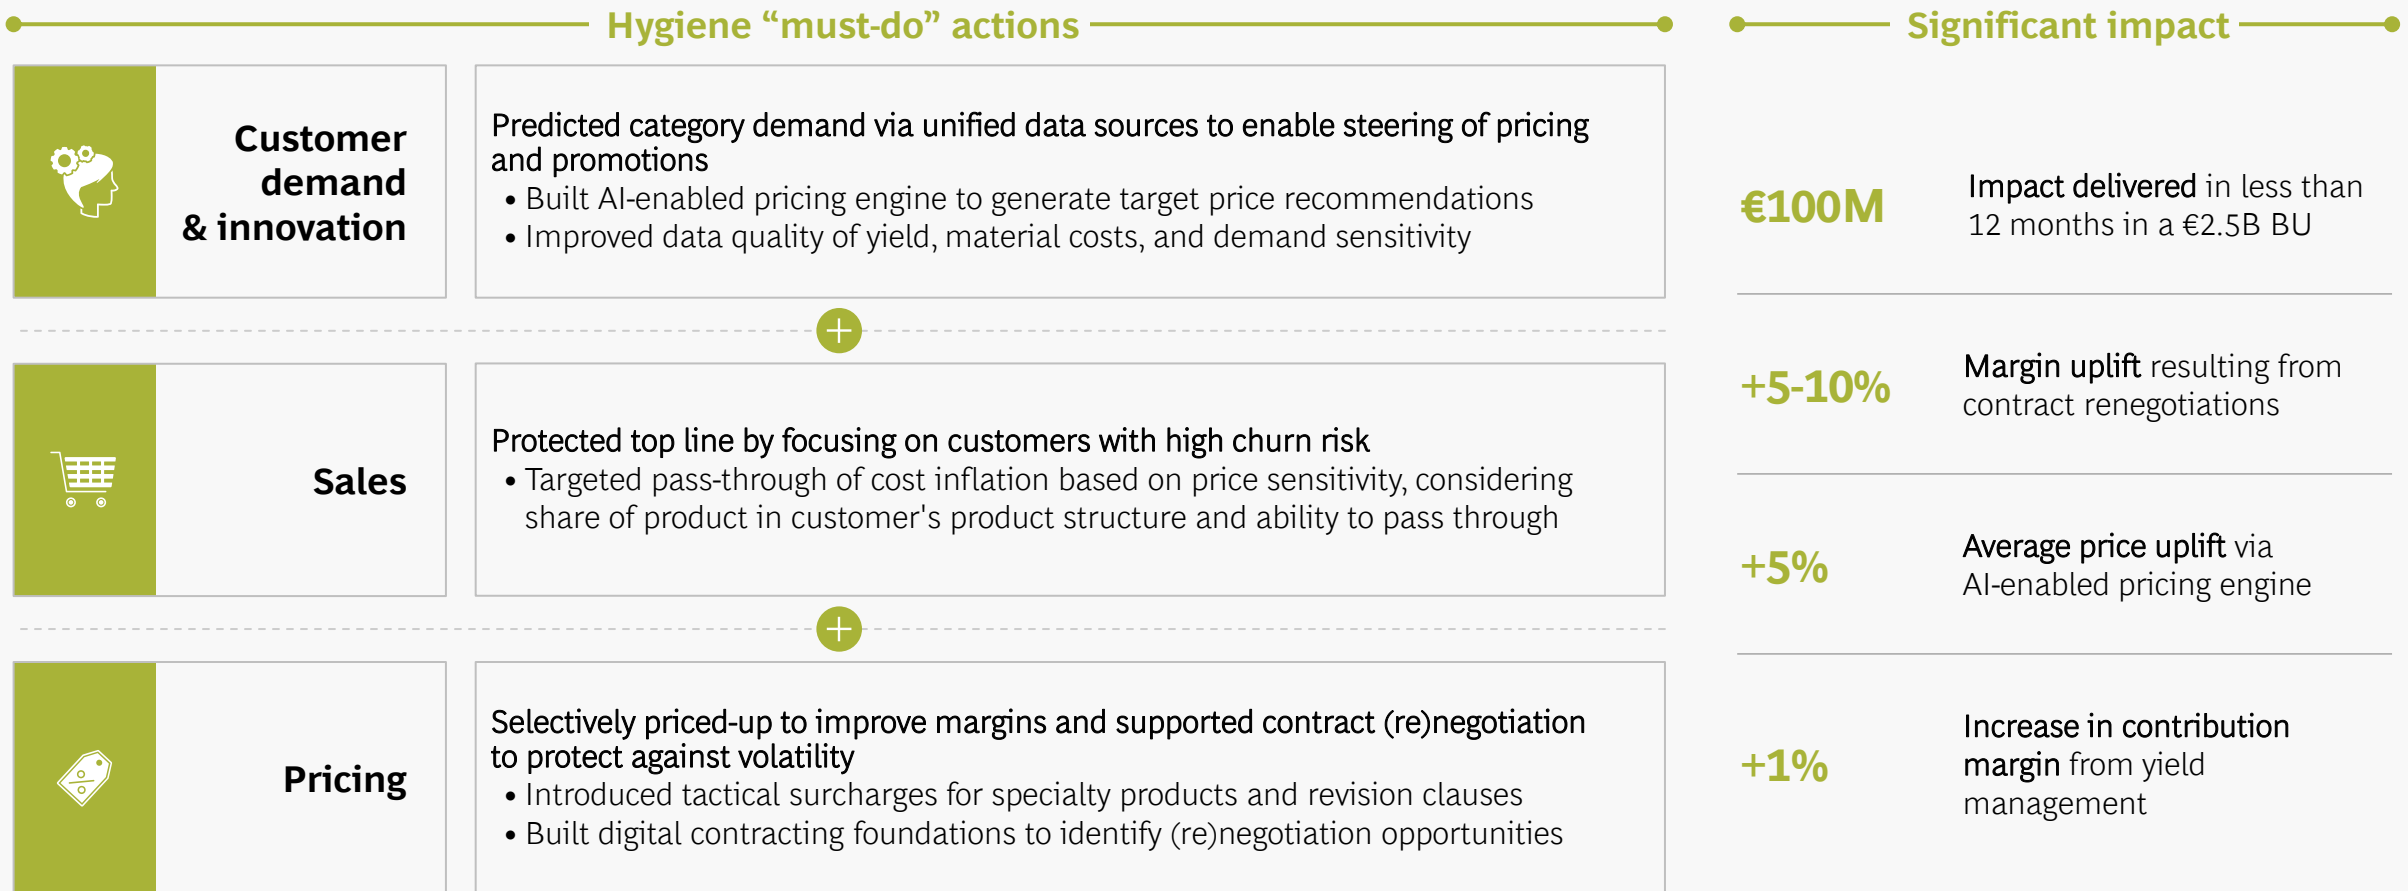 Hygiene “must-do” actions
Significant impact
Customer
demand
& innovation
Predicted category demand via unified data sources to enable steering of pricing
and promotions
• Built AI-enabled pricing engine to generate target price recommendations
• Improved data quality of yield, material costs, and demand sensitivity
Sales
Protected top line by focusing on customers with high churn risk
• Targeted pass-through of cost inflation based on price sensitivity, considering
share of product in customer's product structure and ability to pass through
Pricing
Selectively priced-up to improve margins and supported contract (re)negotiation
to protect against volatility
• Introduced tactical surcharges for specialty products and revision clauses
• Built digital contracting foundations to identify (re)negotiation opportunities
€100M
Impact delivered in less than
12 months in a €2.5B BU
+5-10%
Margin uplift resulting from
contract renegotiations
+5%
Average price uplift via
AI-enabled pricing engine
+1%
Increase in contribution
margin from yield
management